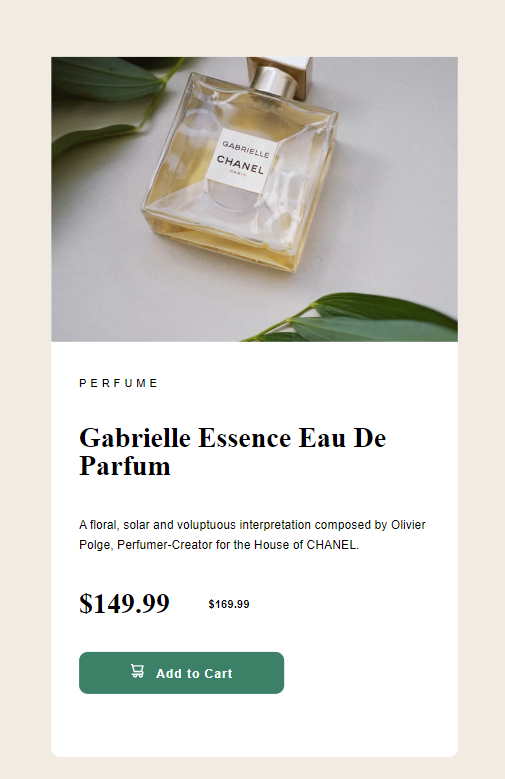 GABRIELLE
CHANEL
PARIS
PERFUME
Gabrielle Essence Eau De
Parfum
A floral, solar and voluptuous interpretation composed by Olivier
Polge, Perfumer-Creator for the House of CHANEL.
$149.99 $169.99
Add to Cart